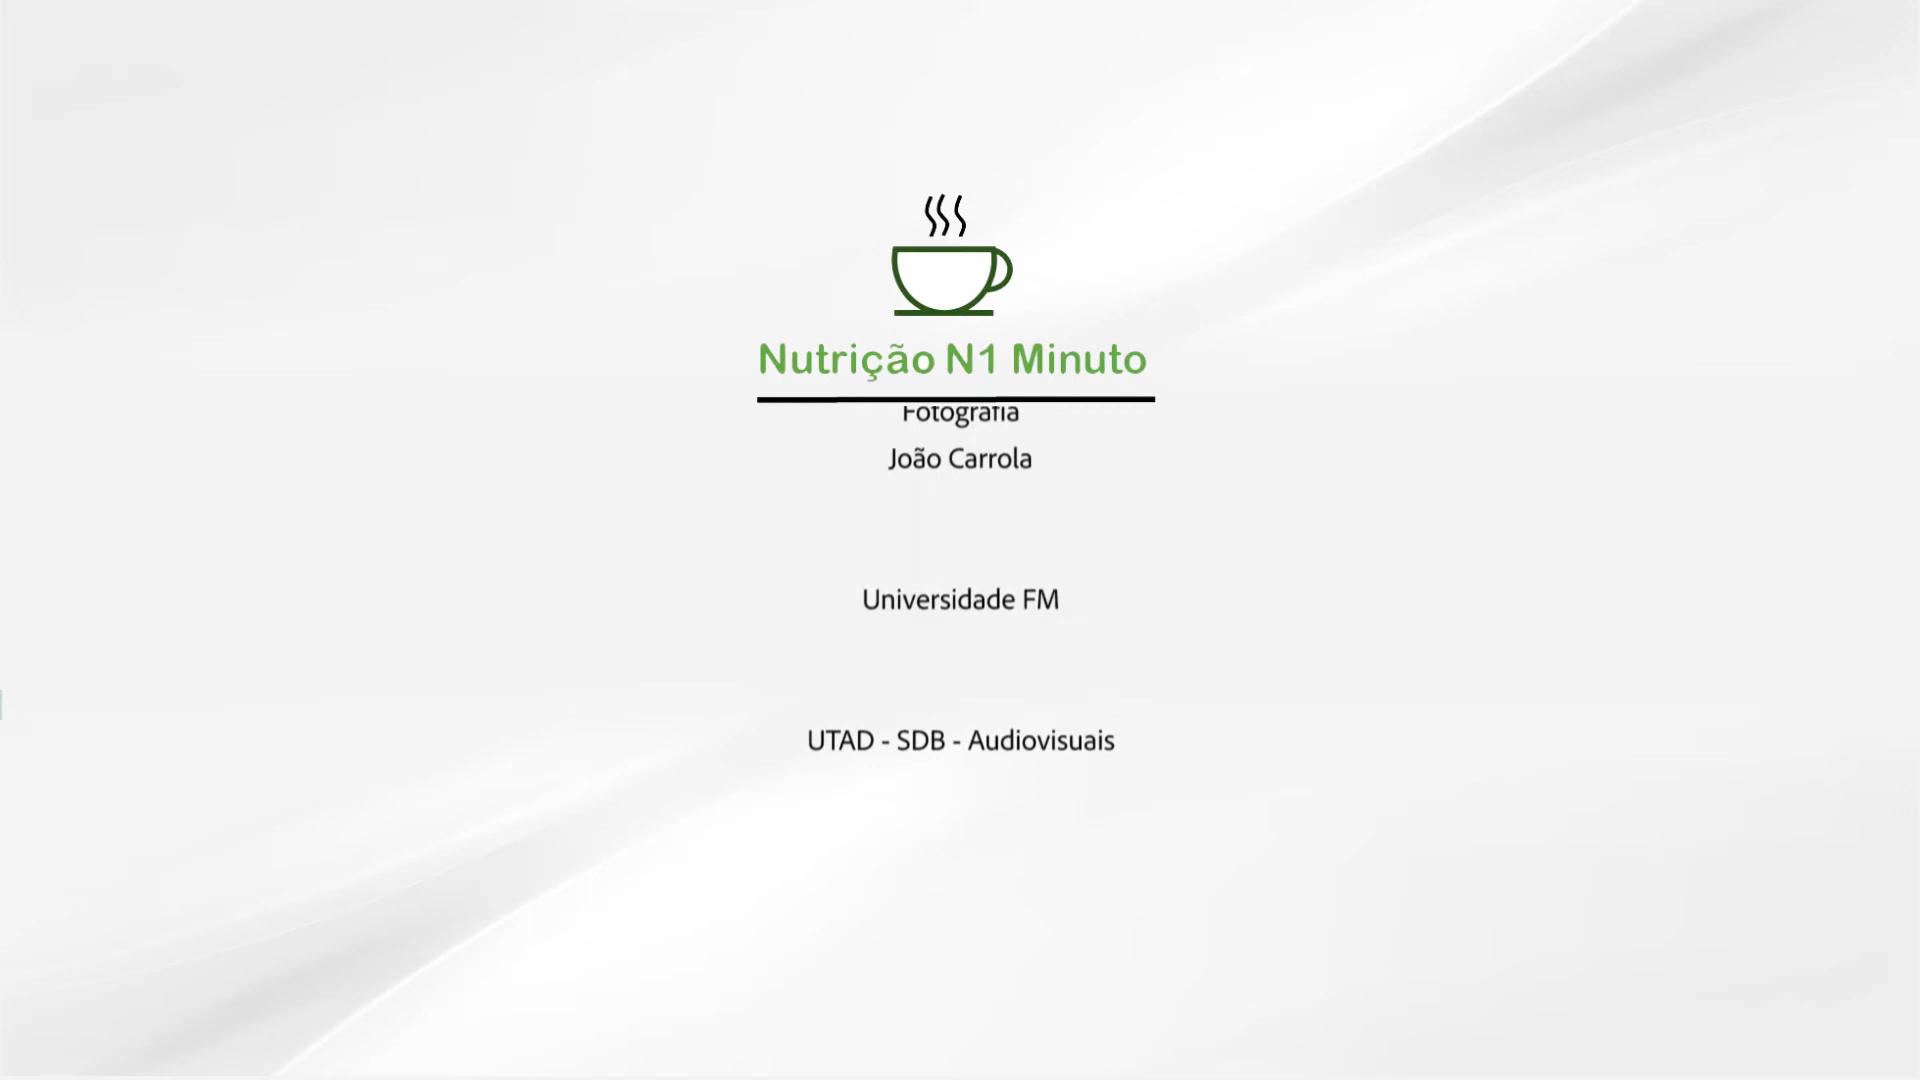 Nutrição N1 Minuto
Fotografia
João Carrola
Universidade FM
UTAD - SDB - Audiovisuais